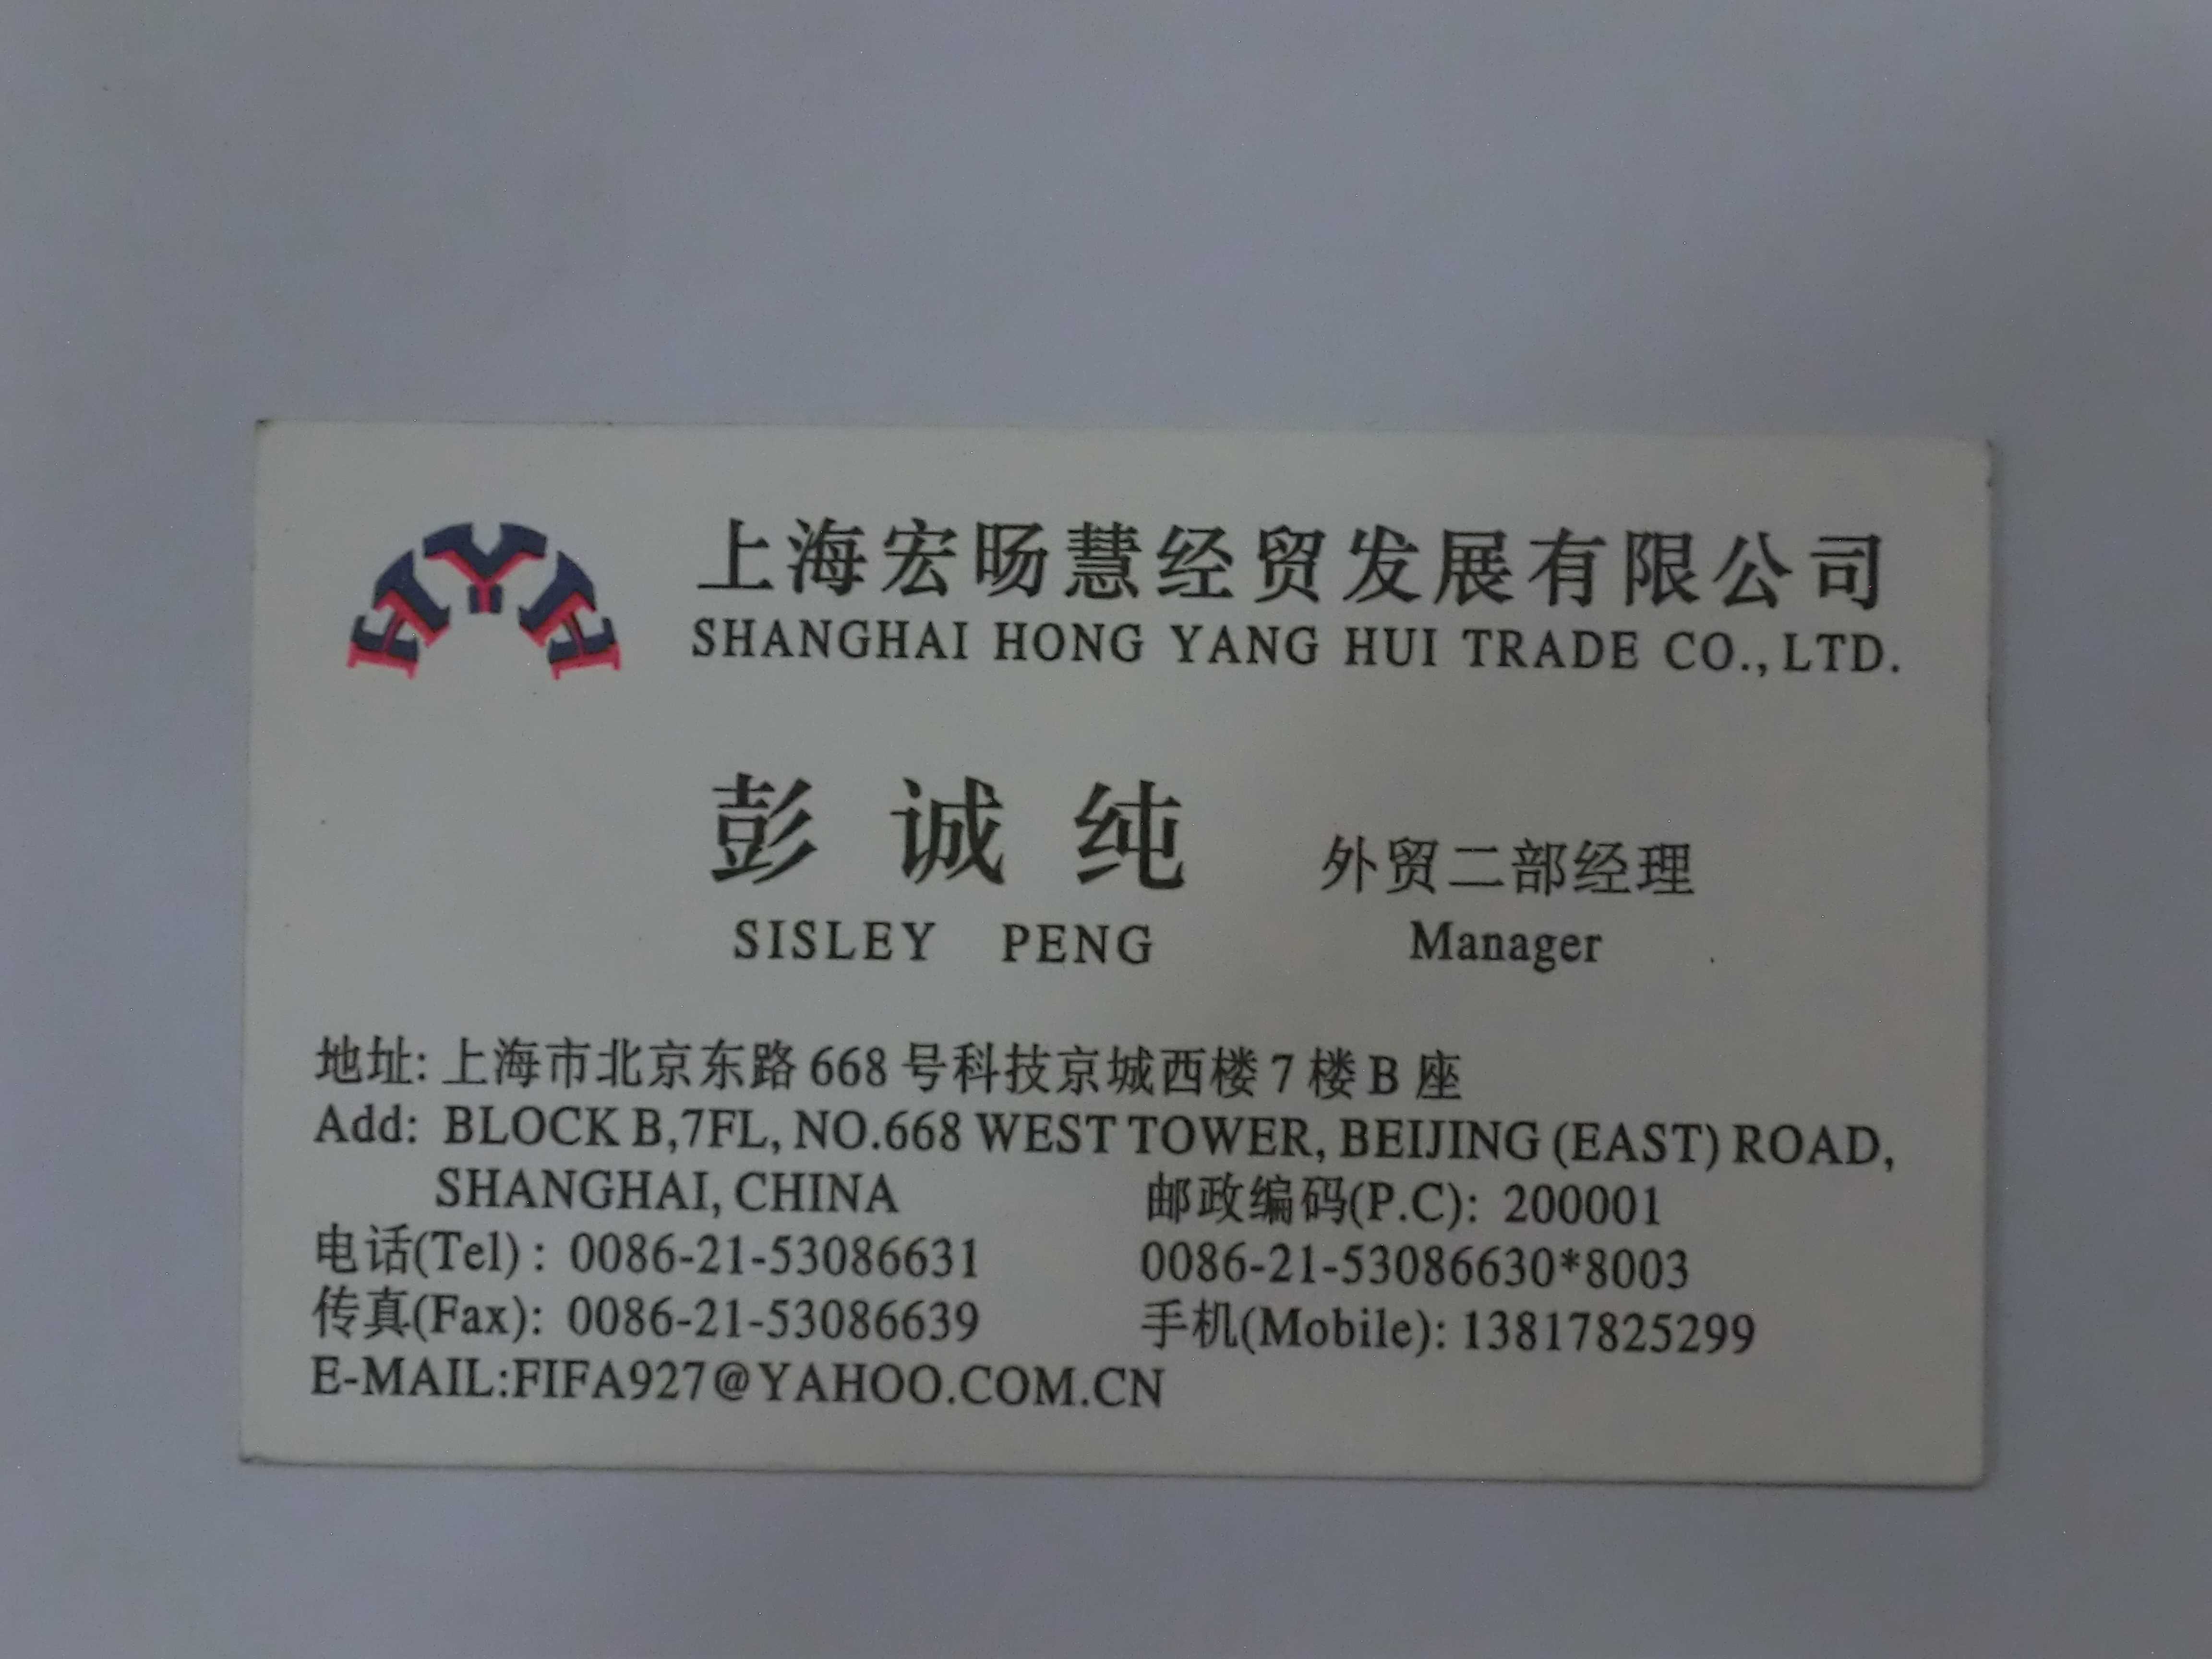 HYH
上海宏旸慧经贸发展有限公司
SHANGHAI HONG YANG HUI TRADE CO., LTD.
彭诚纯 外贸二部经理
SISLEY PENG Manager
地址: 上海市北京东路 668 号科技京城西楼 7 楼 B 座
Add: BLOCK B,7FL, NO.668 WEST TOWER, BEIJING (EAST) ROAD,
SHANGHAI, CHINA 邮政编码(P.C): 200001
电话(Tel) : 0086-21-53086631 0086-21-53086630*8003
传真(Fax): 0086-21-53086639 手机(Mobile): 13817825299
E-MAIL:FIFA927@YAHOO.COM.CN